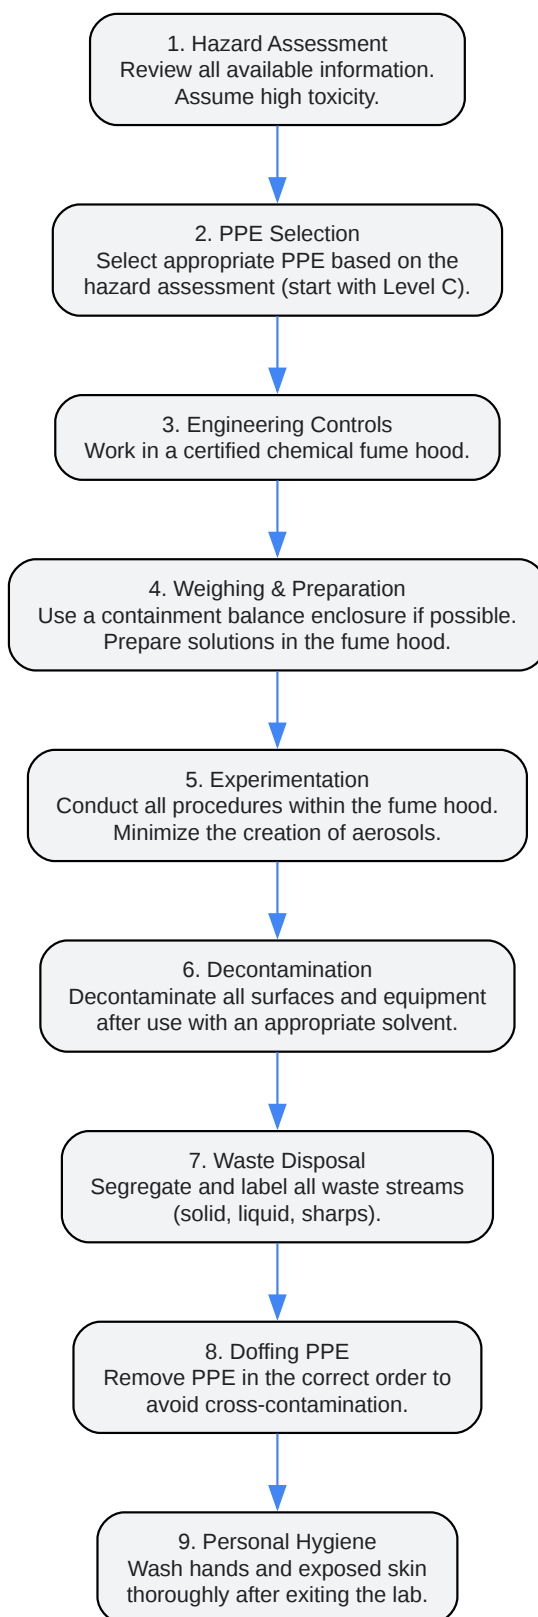 1. Hazard Assessment
Review all available information.
Assume high toxicity.
2. PPE Selection
Select appropriate PPE based on the
hazard assessment (start with Level C).
3. Engineering Controls
Work in a certified chemical fume hood.
4. Weighing & Preparation
Use a containment balance enclosure if possible.
Prepare solutions in the fume hood.
5. Experimentation
Conduct all procedures within the fume hood.
Minimize the creation of aerosols.
6. Decontamination
Decontaminate all surfaces and equipment
after use with an appropriate solvent.
7. Waste Disposal
Segregate and label all waste streams
(solid, liquid, sharps).
8. Doffing PPE
Remove PPE in the correct order to
avoid cross-contamination.
9. Personal Hygiene
Wash hands and exposed skin
thoroughly after exiting the lab.